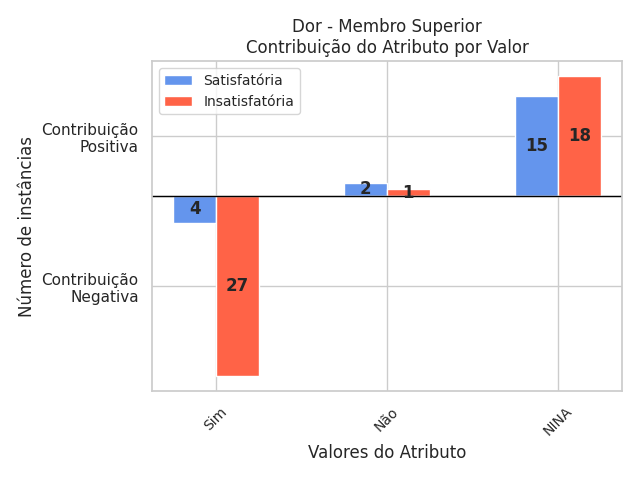 Dor - Membro Superior
Contribuição do Atributo por Valor
Satisfatória
Insatisfatória
Contribuição
Positiva
Contribuição
Negativa
Número de instâncias
4
27
2
1
15
18
Sim
Não
NINA
Valores do Atributo